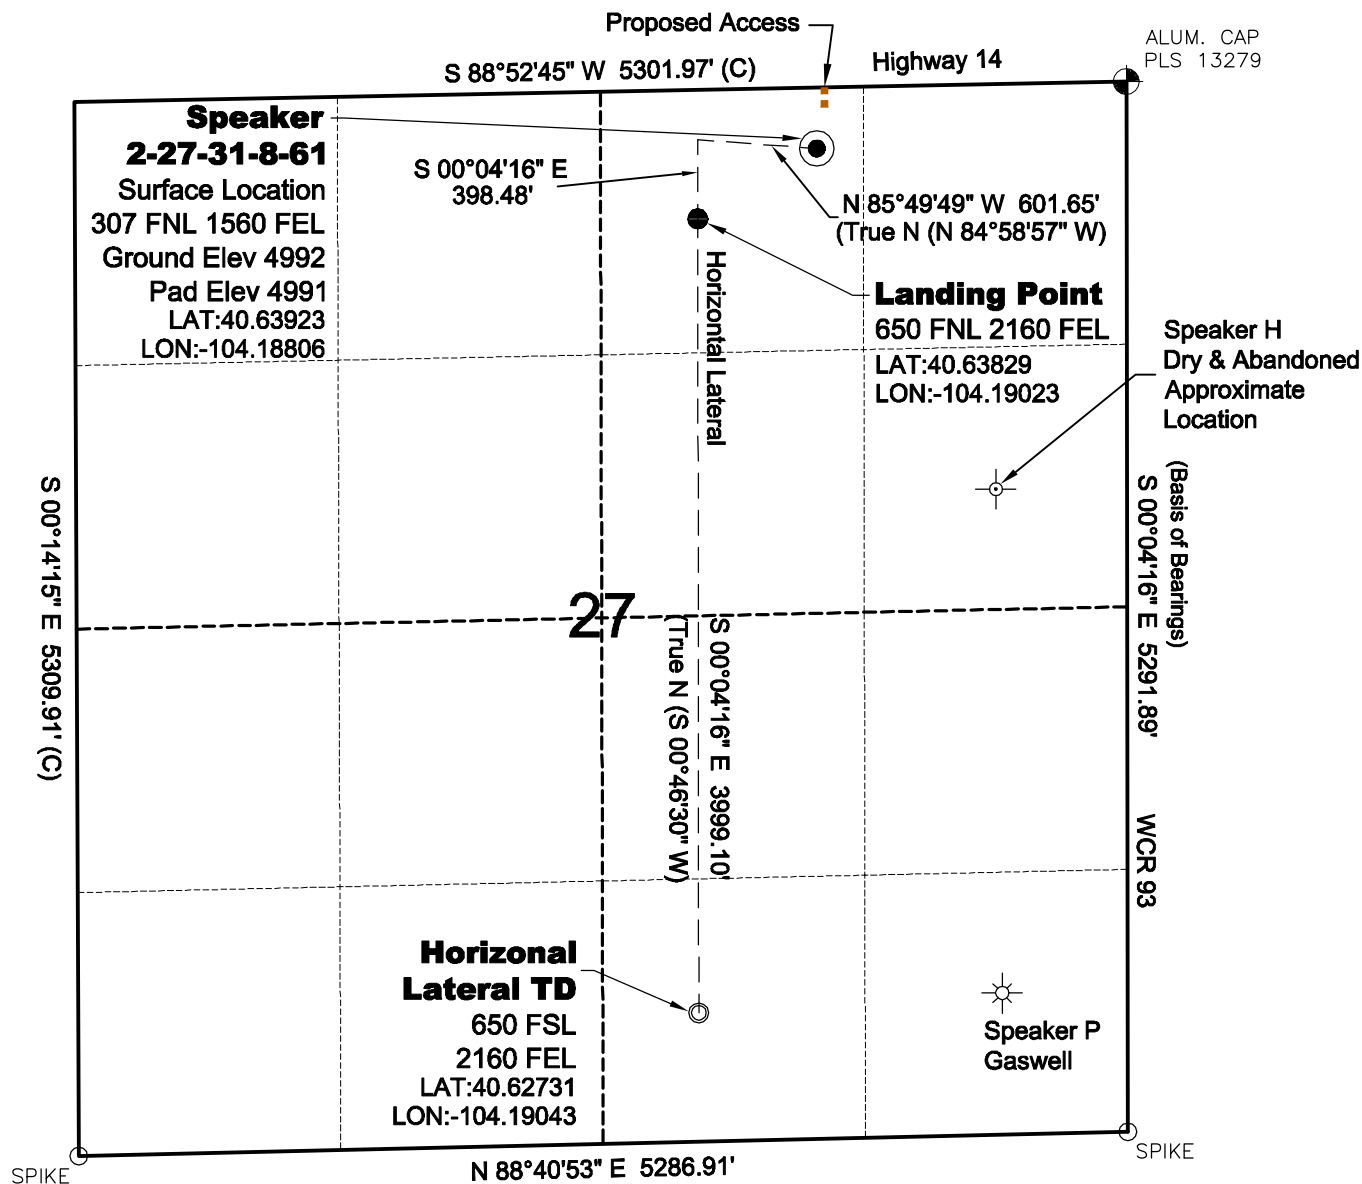 Proposed Access
ALUM. CAP
PLS 13279
S 88°52'45" W  5301.97' (C)
Highway 14
Speaker
2-27-31-8-61
Surface Location
307 FNL 1560 FEL
Ground Elev 4992
Pad Elev 4991
LAT:40.63923
LON:-104.18806
S 00°04'16" E
398.48'
N 85°49'49" W  601.65'
(True N (N 84°58'57" W)
Landing Point
650 FNL 2160 FEL
LAT:40.63829
LON:-104.19023
Horizontal Lateral
Speaker H
Dry & Abandoned
Approximate
Location
S 00°14'15" E  5309.91' (C)
(Basis of Bearings)
S 00°04'16" E  5291.89'
WCR 93
27
S 00°04'16" E  3999.10'
(True N (S 00°46'30" W)
Horizonal
Lateral TD
650 FSL
2160 FEL
LAT:40.62731
LON:-104.19043
Speaker P
Gaswell
SPIKE
N 88°40'53" E  5286.91'
SPIKE